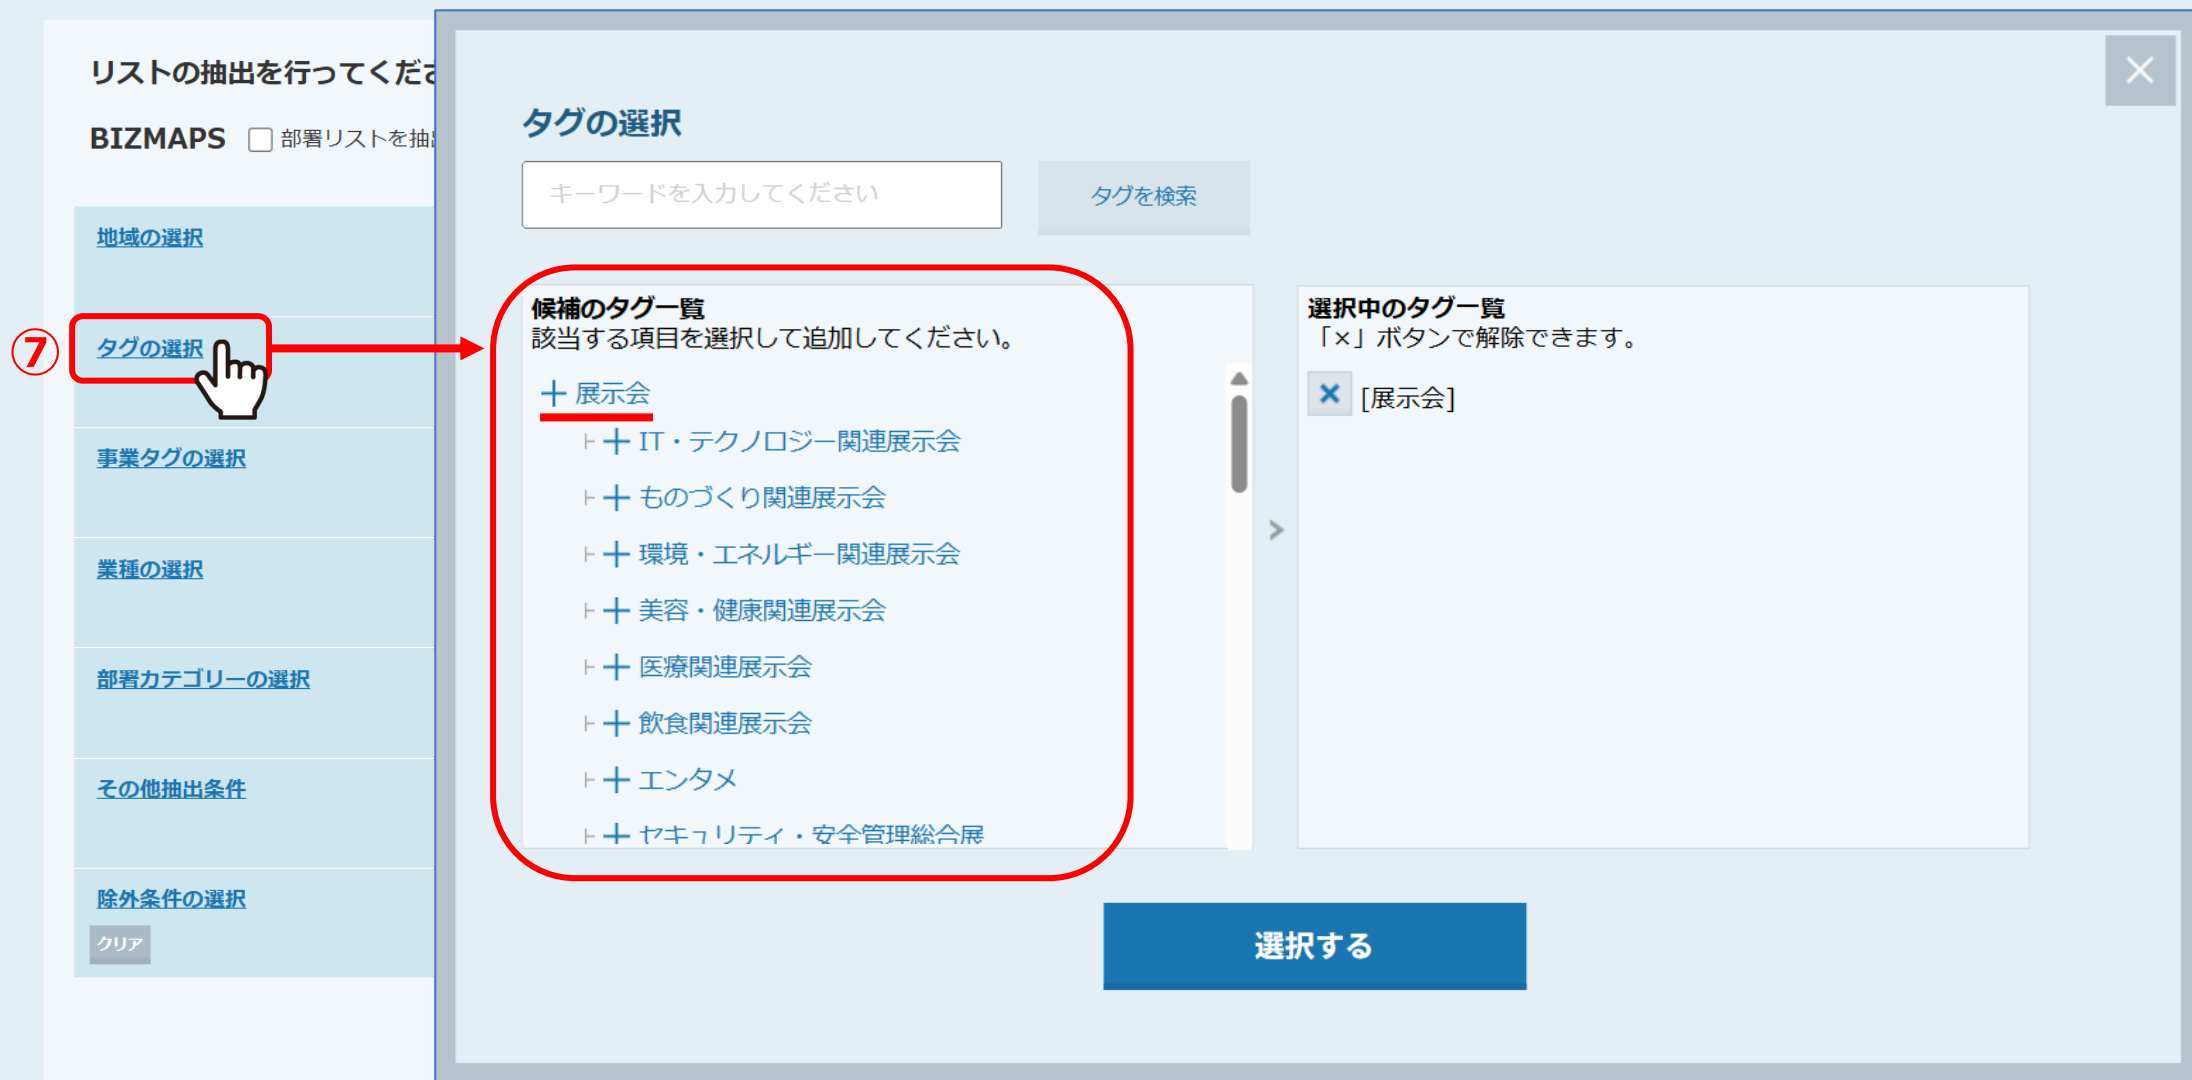 リストの抽出を行ってくださ
BIZMAPS 部署リストを抽出
地域の選択
⑦ タグの選択
事業タグの選択
業種の選択
部署カテゴリーの選択
その他抽出条件
除外条件の選択
クリア
タグの選択
キーワードを入力してください
タグを検索
候補のタグ一覧
該当する項目を選択して追加してください。
展示会
IT・テクノロジー関連展示会
ものづくり関連展示会
環境・エネルギー関連展示会
美容・健康関連展示会
医療関連展示会
飲食関連展示会
エンタメ
セキュリティ・安全管理総合展
選択中のタグ一覧
「×」ボタンで解除できます。
[展示会]
選択する